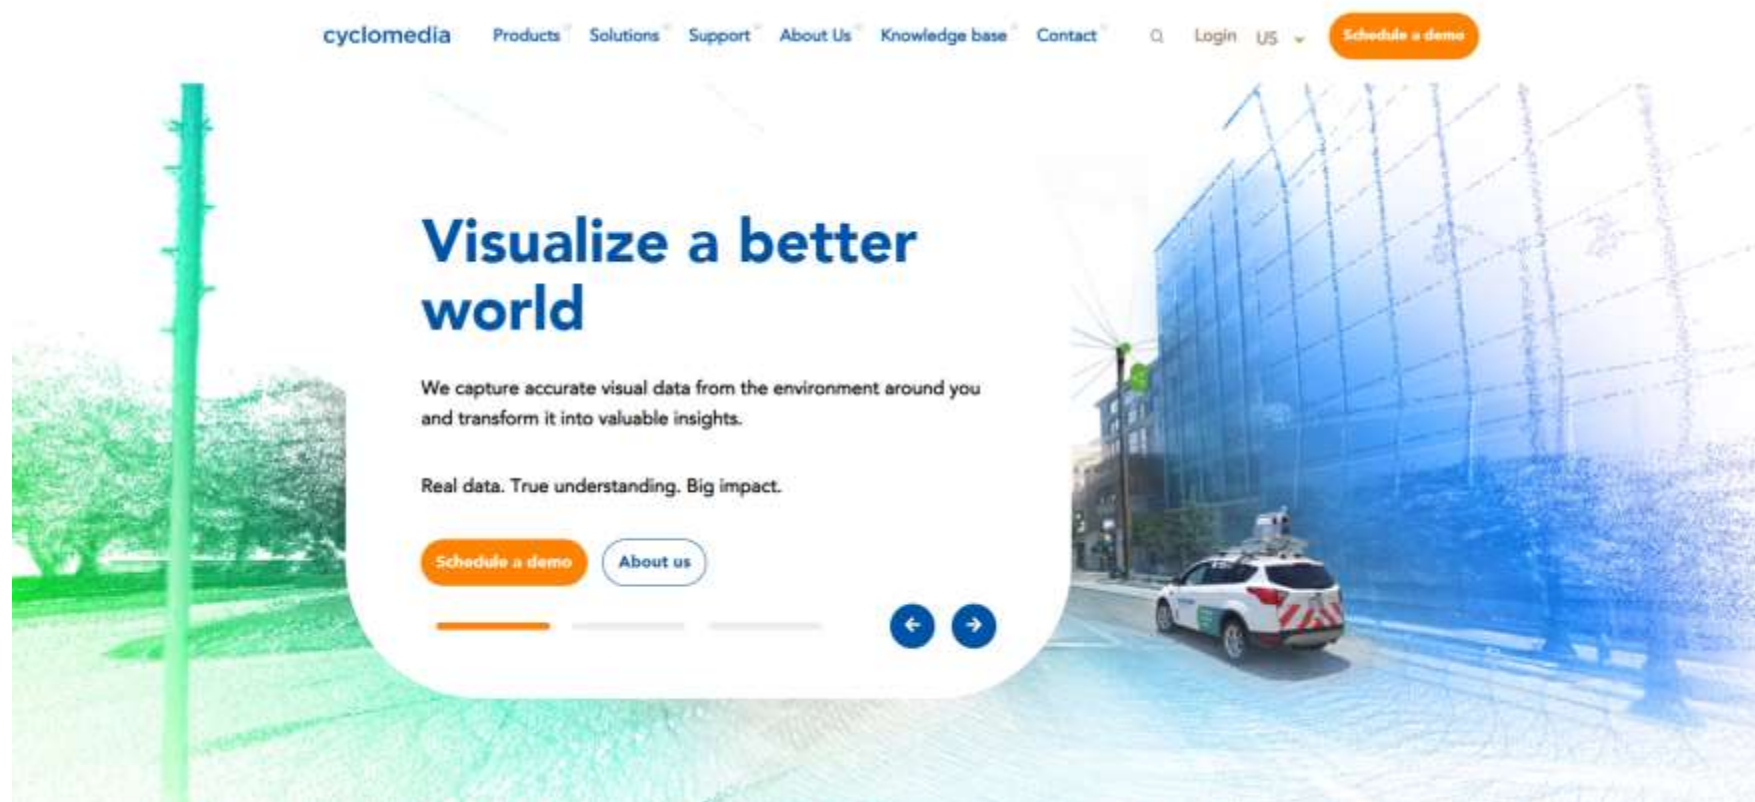 cyclomedia Products Solutions Support About Us Knowledge base Contact Login US Schedule a demo
Visualize a better
world
We capture accurate visual data from the environment around you
and transform it into valuable insights.
Real data. True understanding. Big impact.
Schedule a demo About us